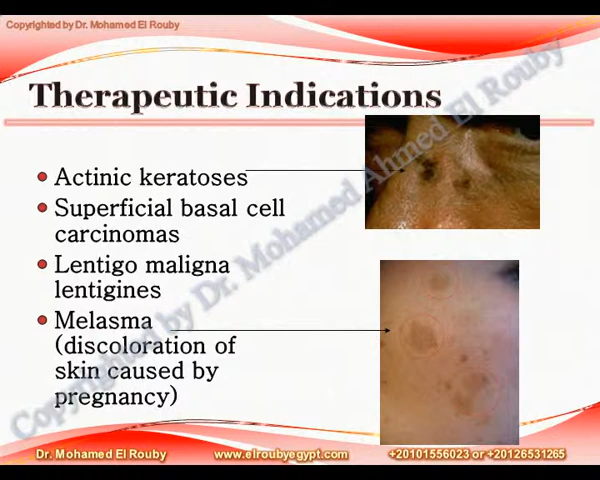 Copyrighted by Dr. Mohamed El Rouby
Therapeutic Indications
Actinic keratoses
Superficial basal cell
carcinomas
Lentigo maligna
lentigines
Melasma
(discoloration of
skin caused by
pregnancy)
Copyrighted by Dr. Mohamed Ahmed El Rouby
Dr. Mohamed El Rouby www.elroubyegypt.com +20101556023 or +20126531265